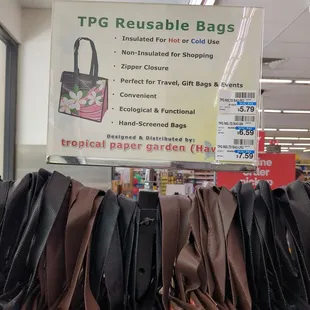 TPG Reusable Bags
• Insulated For Hot or Cold Use
• Non-Insulated for Shopping
• Zipper Closure
• Perfect for Travel, Gift Bags & Events
• Convenient
• Ecological & Functional
• Hand-Screened Bags
Designed & Distributed by:
tropical paper garden (Haw
$5.79
$6.59
$7.59